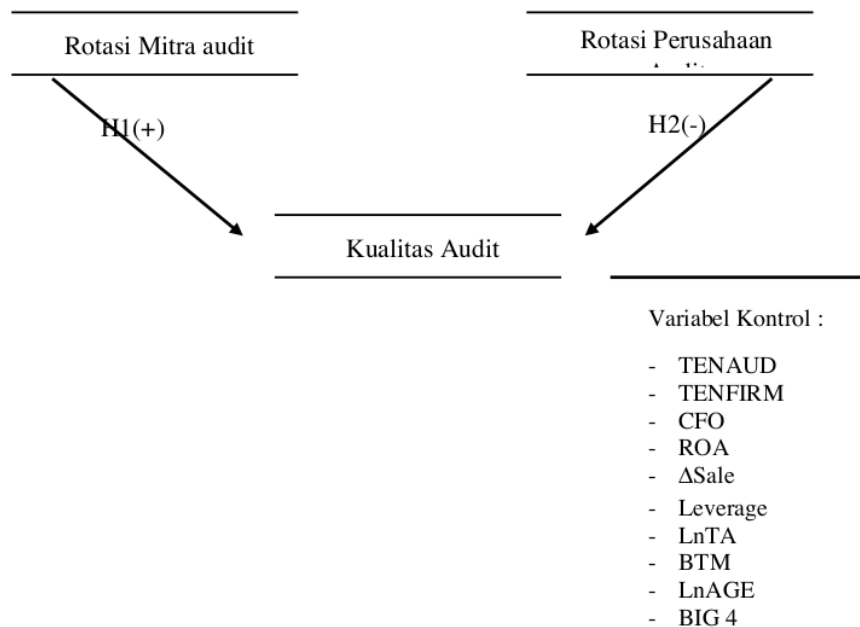 Rotasi Mitra audit
Rotasi Perusahaan
H1(+)
H2(-)
Kualitas Audit
Variabel Kontrol :
- TENAUD
- TENFIRM
- CFO
- ROA
- ΔSale
- Leverage
- LnTA
- BTM
- LnAGE
- BIG 4